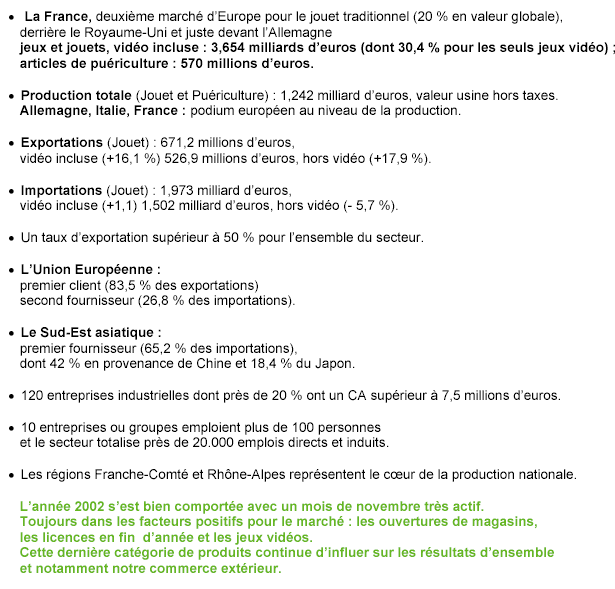 • La France, deuxième marché d'Europe pour le jouet traditionnel (20 % en valeur globale),
derrière le Royaume-Uni et juste devant l'Allemagne
jeux et jouets, vidéo incluse : 3,654 milliards d'euros (dont 30,4 % pour les seuls jeux vidéo) ;
articles de puériculture : 570 millions d'euros.
• Production totale (Jouet et Puériculture) : 1,242 milliard d'euros, valeur usine hors taxes.
Allemagne, Italie, France : podium européen au niveau de la production.
• Exportations (Jouet) : 671,2 millions d'euros,
vidéo incluse (+16,1 %) 526,9 millions d'euros, hors vidéo (+17,9 %).
• Importations (Jouet) : 1,973 milliard d'euros,
vidéo incluse (+1,1) 1,502 milliard d'euros, hors vidéo (- 5,7 %).
• Un taux d'exportation supérieur à 50 % pour l'ensemble du secteur.
• L'Union Européenne :
premier client (83,5 % des exportations)
second fournisseur (26,8 % des importations).
• Le Sud-Est asiatique :
premier fournisseur (65,2 % des importations),
dont 42 % en provenance de Chine et 18,4 % du Japon.
• 120 entreprises industrielles dont près de 20 % ont un CA supérieur à 7,5 millions d'euros.
• 10 entreprises ou groupes emploient plus de 100 personnes
et le secteur totalise près de 20.000 emplois directs et induits.
• Les régions Franche-Comté et Rhône-Alpes représentent le cœur de la production nationale.
L'année 2002 s'est bien comportée avec un mois de novembre très actif.
Toujours dans les facteurs positifs pour le marché : les ouvertures de magasins,
les licences en fin d'année et les jeux vidéos.
Cette dernière catégorie de produits continue d'influer sur les résultats d'ensemble
et notamment notre commerce extérieur.